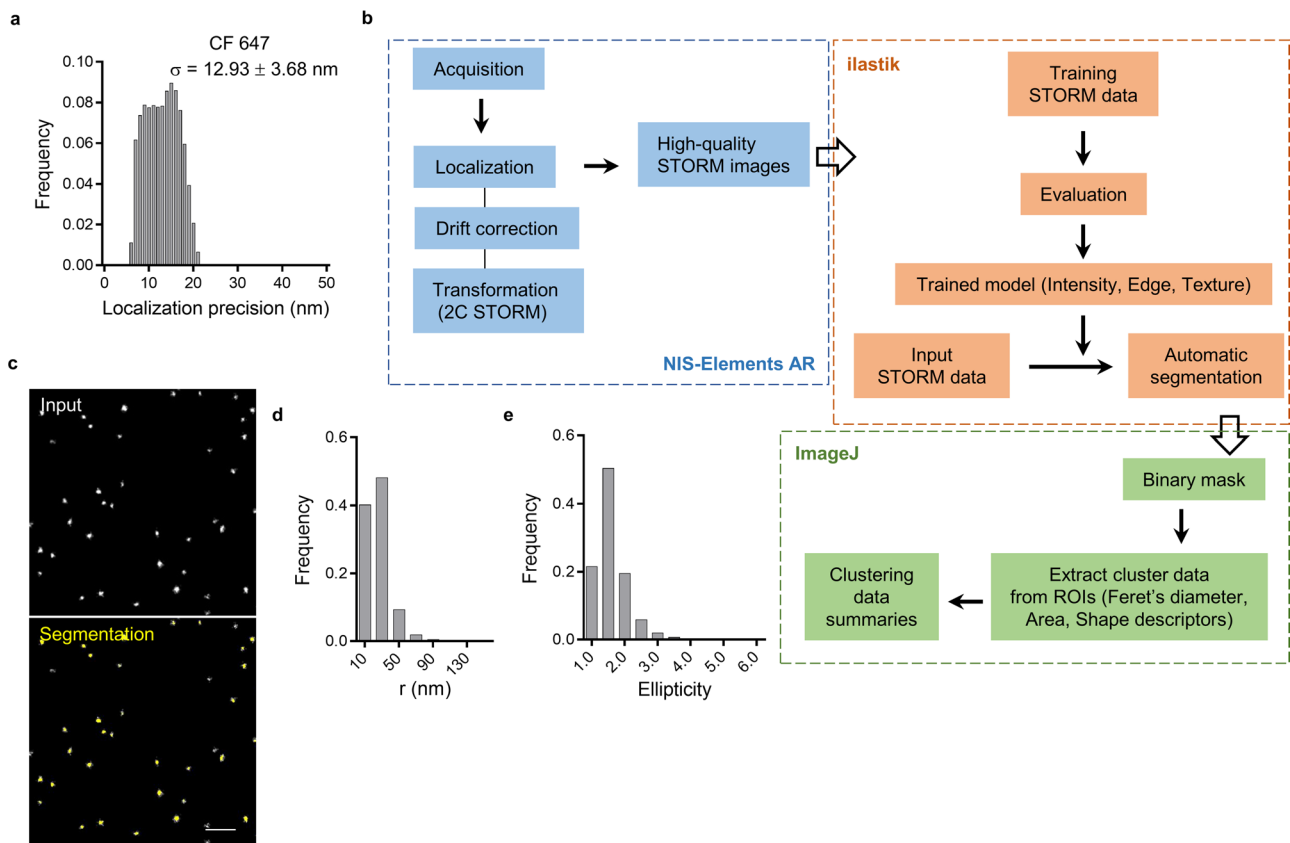 a
CF 647
σ = 12.93 ± 3.68 nm
0.10
0.08
0.06
0.04
0.02
0.00
Frequency
0
10
20
30
40
50
Localization precision (nm)
b
Acquisition
Localization
Drift correction
Transformation
(2C STORM)
High-quality
STORM images
NIS-Elements AR
ilastik
Training
STORM data
Evaluation
Trained model (Intensity, Edge, Texture)
Input
STORM data
Automatic
segmentation
ImageJ
Binary mask
Extract cluster data
from ROIs (Feret's diameter,
Area, Shape descriptors)
Clustering
data
summaries
c
Input
Segmentation
d
0.6
0.4
0.2
0.0
Frequency
10
50
90
130
r (nm)
e
0.6
0.4
0.2
0.0
Frequency
1.0
2.0
3.0
4.0
5.0
6.0
Ellipticity